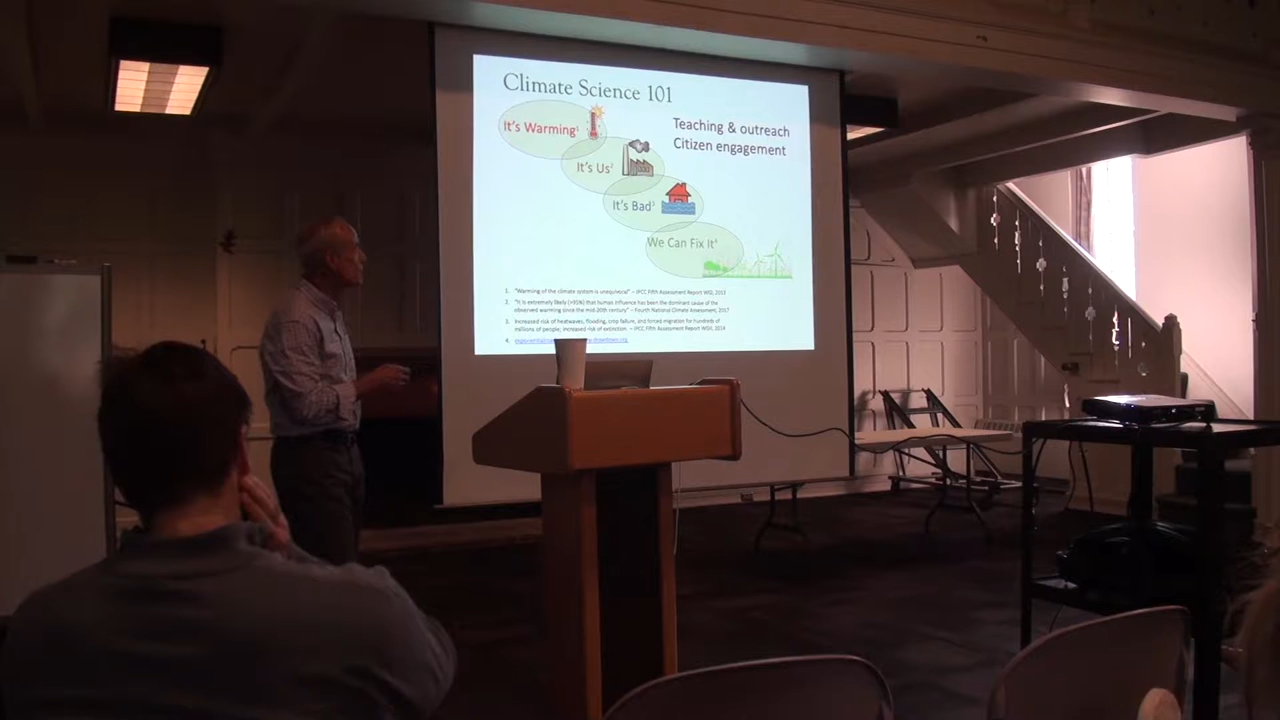 Climate Science 101
It's Warming¹
Teaching & outreach
Citizen engagement
It's Us²
It's Bad³
We Can Fix It⁴
1. "Warming of the climate system is unequivocal" – IPCC Fifth Assessment Report WGI, 2013
2. "It is extremely likely (>95%) that human influence has been the dominant cause of the
observed warming since the mid-20th century" – Fourth National Climate Assessment, 2017
3. Increased risk of heatwaves, flooding, crop failure, and forced migration for hundreds of
millions of people; increased risk of extinction. – IPCC Fifth Assessment Report WGII, 2014
4.